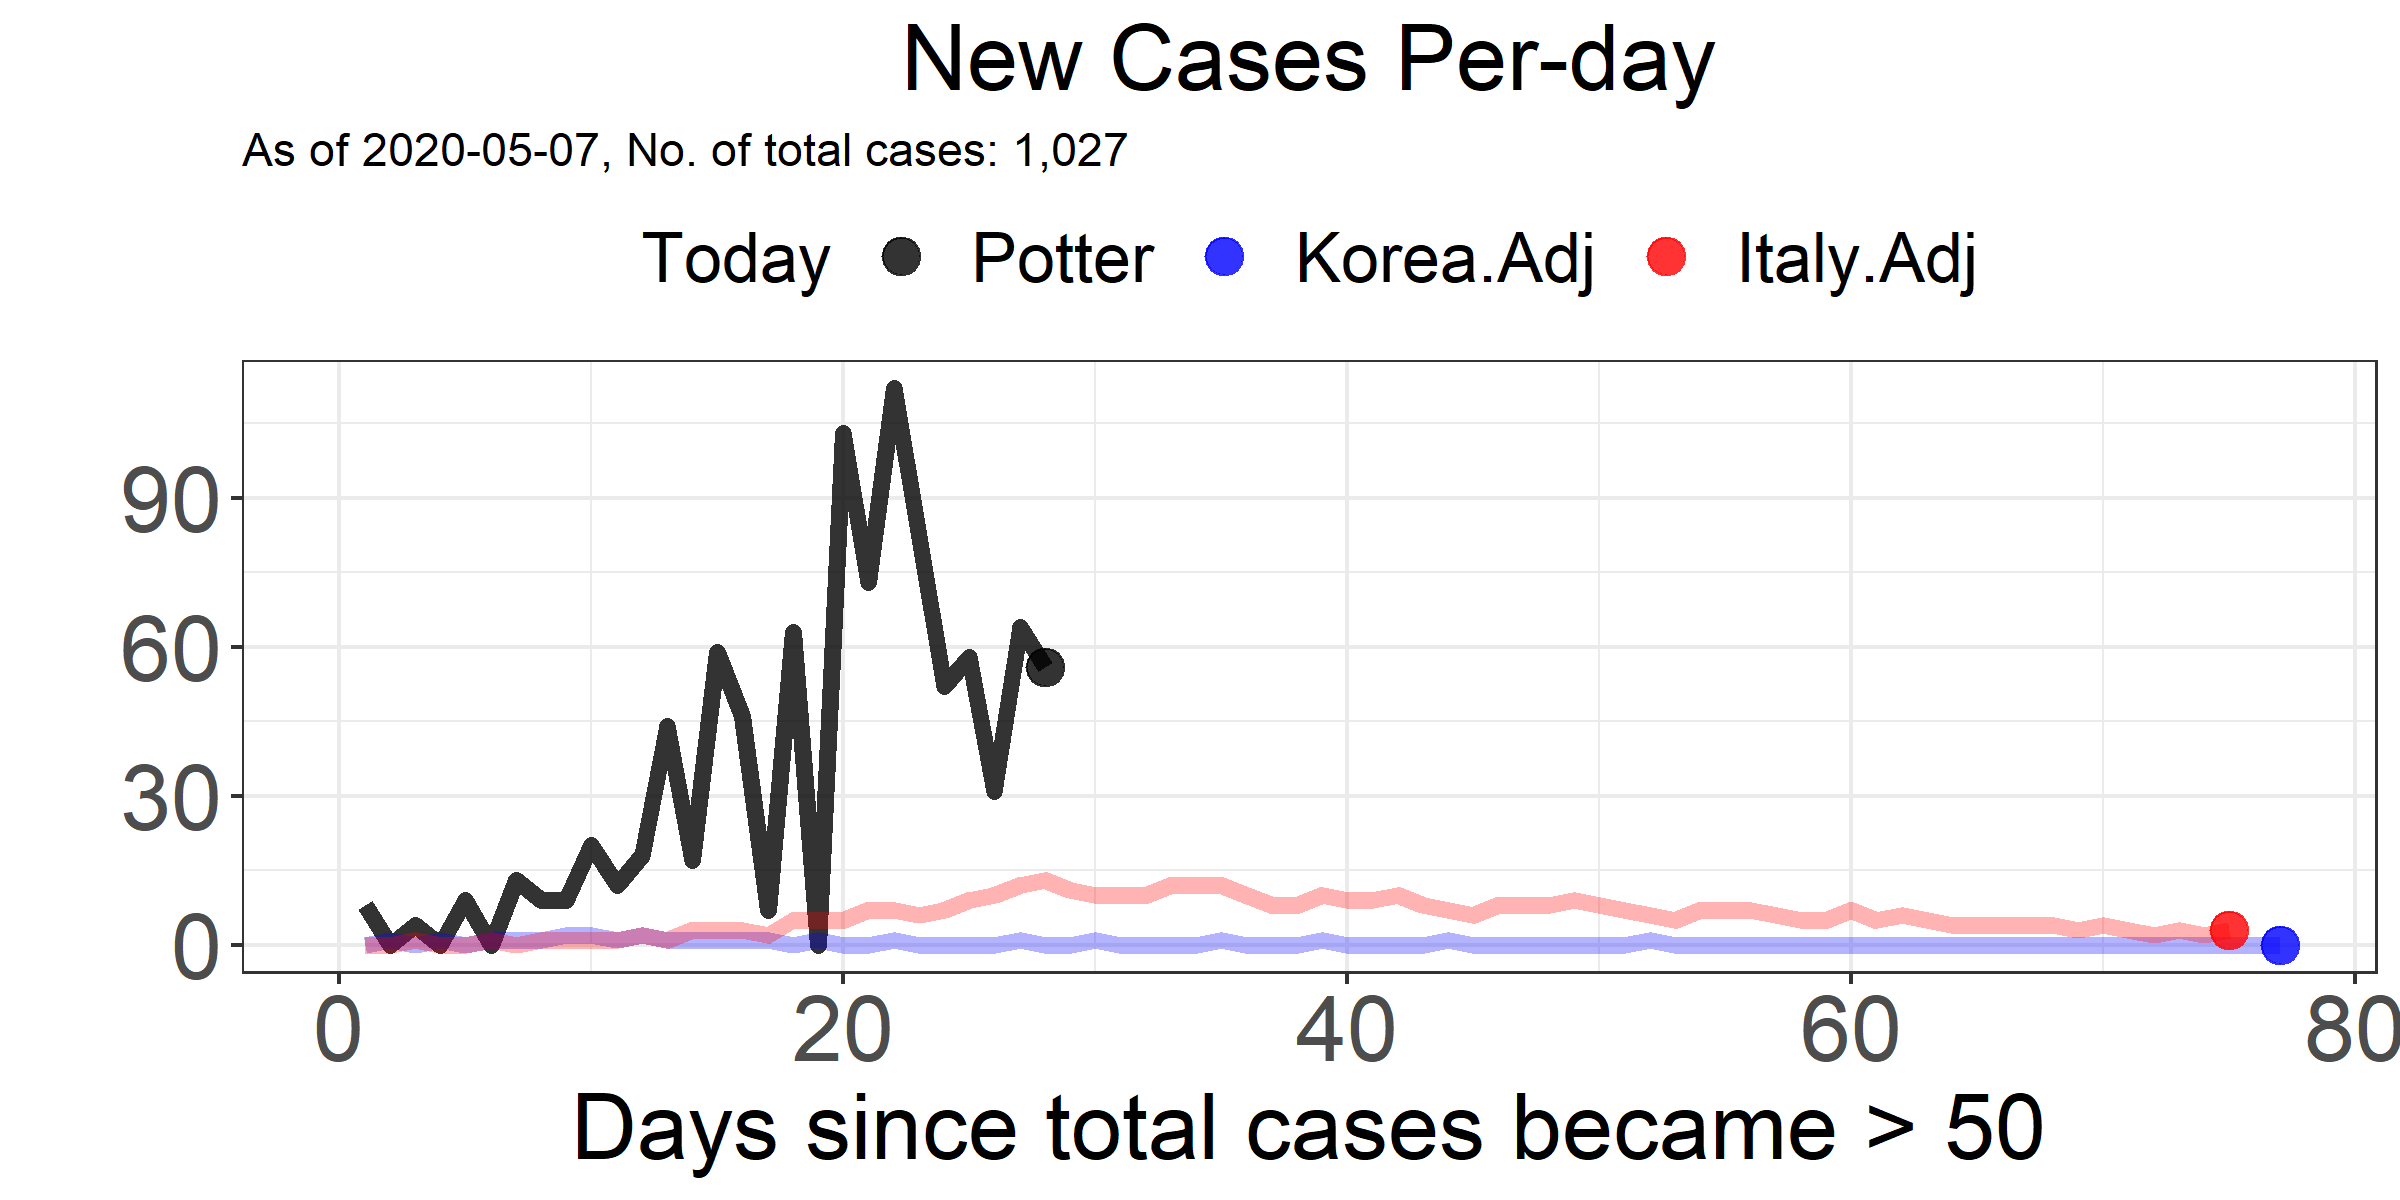 New Cases Per-day
As of 2020-05-07, No. of total cases: 1,027
Today Potter Korea.Adj Italy.Adj
90
60
30
0
0 20 40 60 80
Days since total cases became > 50